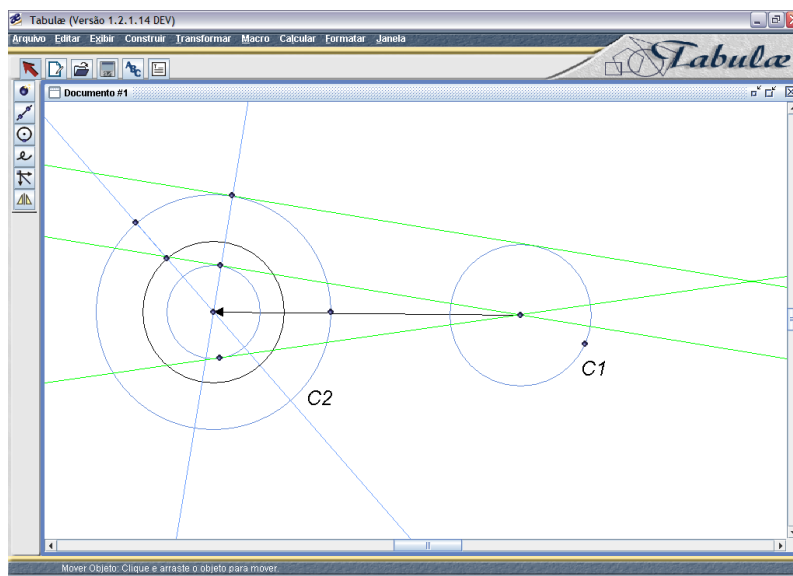 Tabulæ (Versão 1.2.1.14 DEV)
Arquivo Editar Exibir Construir Transformar Macro Calcular Formatar Janela
Tabulæ
ABC
Documento #1
C1
C2
Mover Objeto: Clique e arraste o objeto para mover.